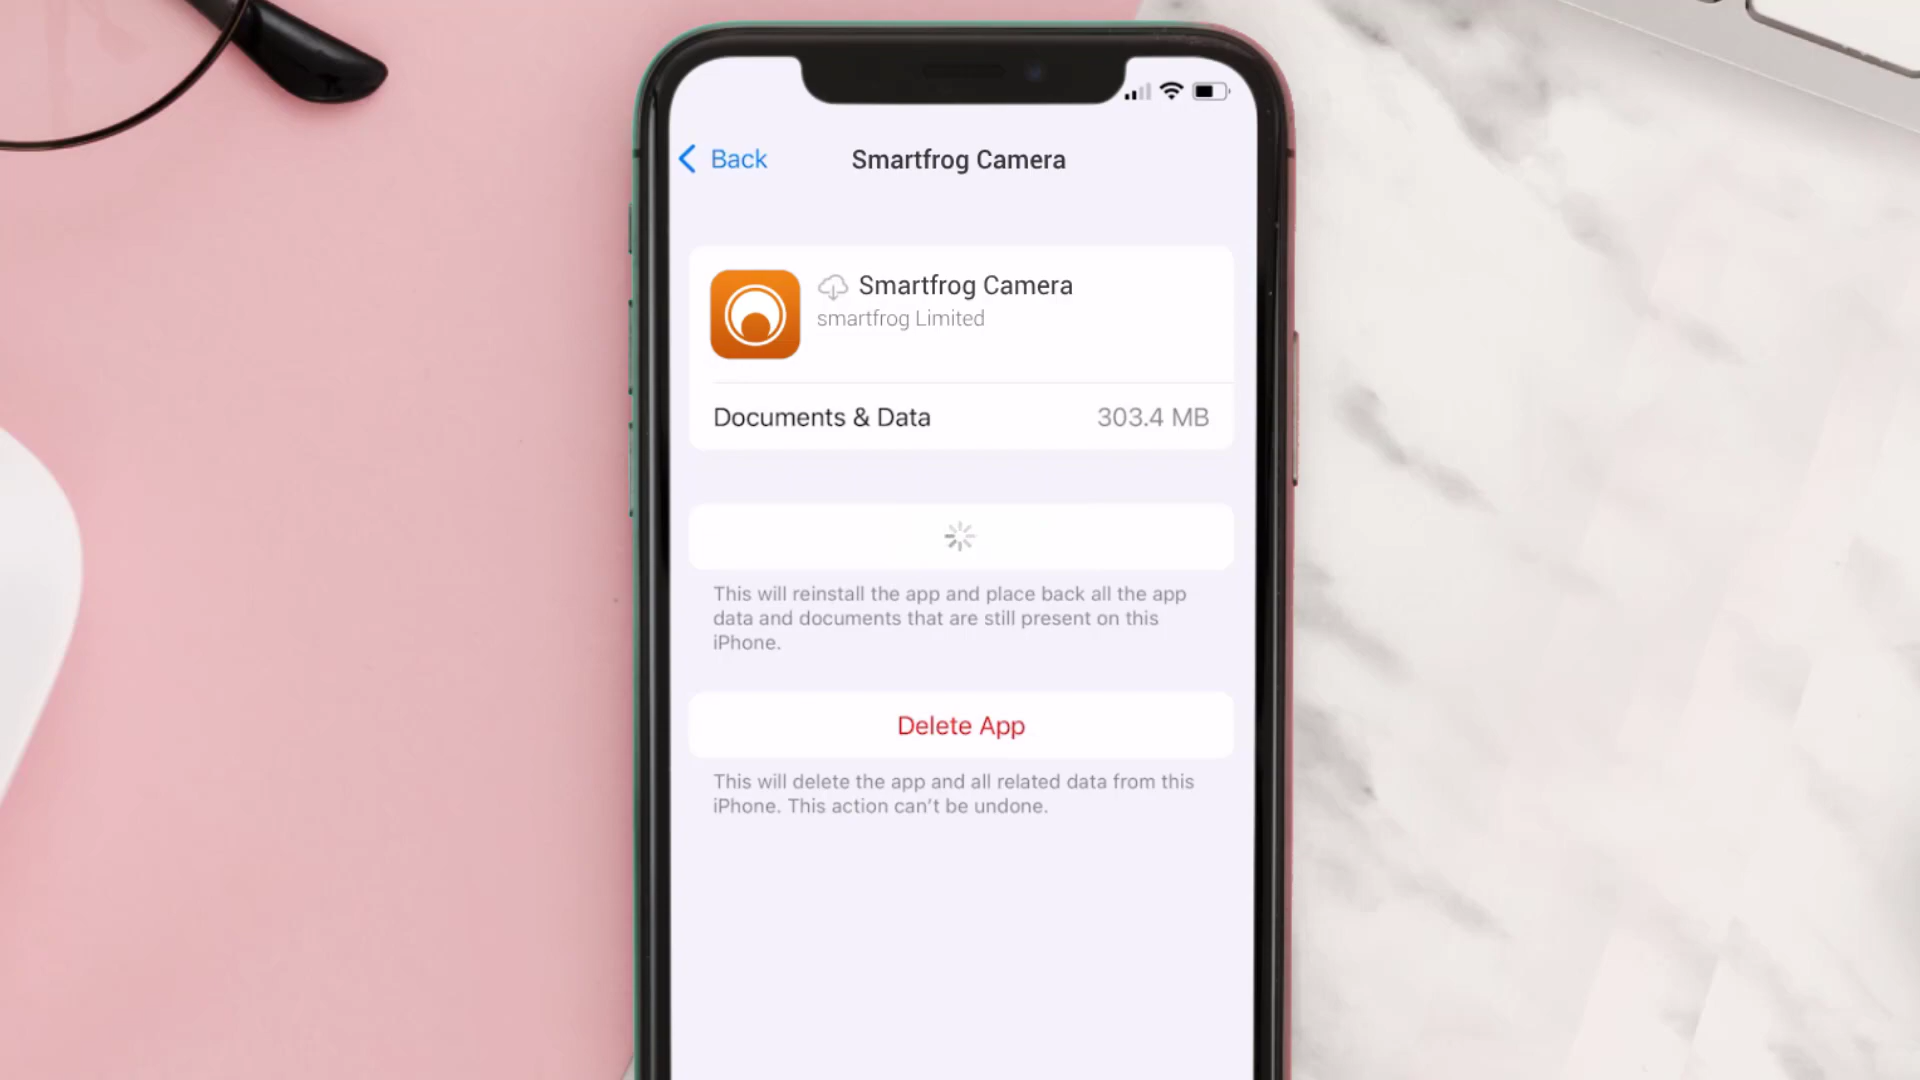 Back
Smartfrog Camera
Smartfrog Camera
smartfrog Limited
Documents & Data
303.4 MB
This will reinstall the app and place back all the app
data and documents that are still present on this
iPhone.
Delete App
This will delete the app and all related data from this
iPhone. This action can't be undone.